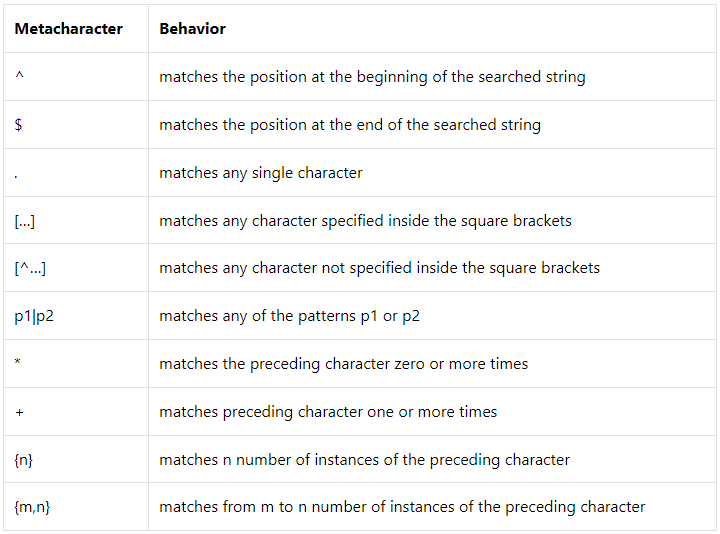 Metacharacter Behavior
^ matches the position at the beginning of the searched string
$ matches the position at the end of the searched string
. matches any single character
[...] matches any character specified inside the square brackets
[^...] matches any character not specified inside the square brackets
p1|p2 matches any of the patterns p1 or p2
* matches the preceding character zero or more times
+ matches preceding character one or more times
{n} matches n number of instances of the preceding character
{m,n} matches from m to n number of instances of the preceding character